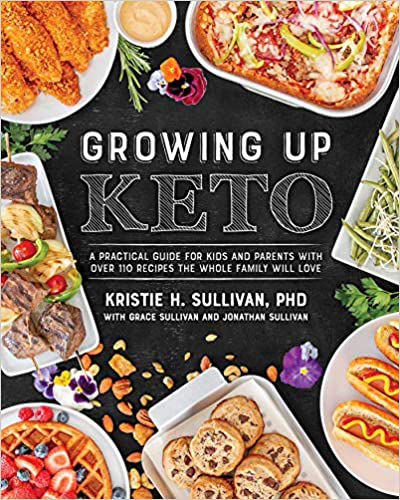 GROWING UP
KETO
A PRACTICAL GUIDE FOR KIDS AND PARENTS WITH
OVER 110 RECIPES THE WHOLE FAMILY WILL LOVE
KRISTIE H. SULLIVAN, PHD
WITH GRACE SULLIVAN AND JONATHAN SULLIVAN